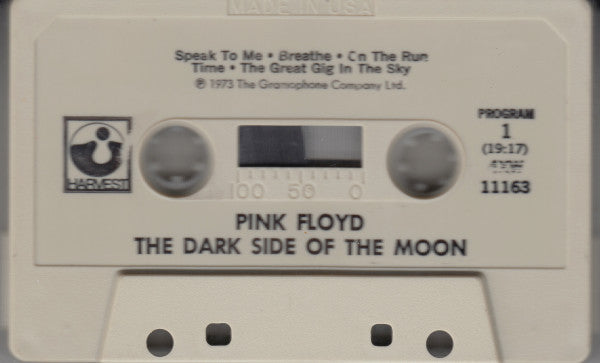 MADE IN USA
Speak To Me • Breathe • On The Run
Time • The Great Gig In The Sky
℗ 1973 The Gramophone Company Ltd.
PROGRAM
1
(19:17)
11163
HARVEST
100 50 0
PINK FLOYD
THE DARK SIDE OF THE MOON